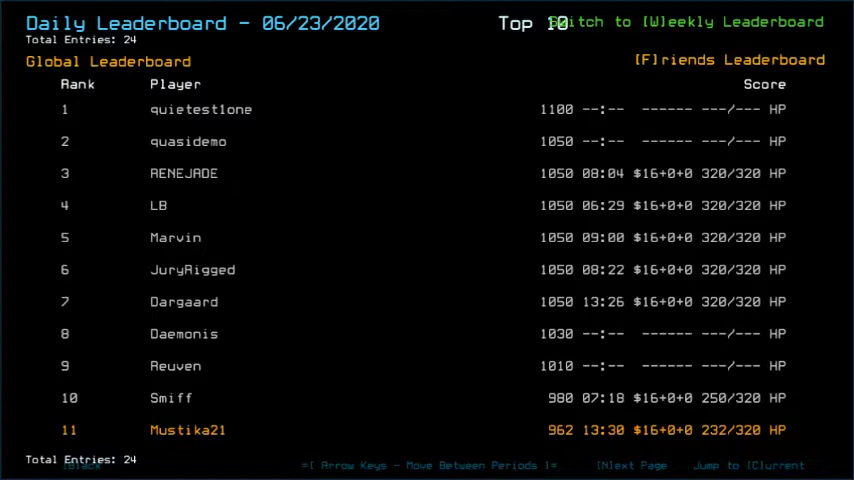 Daily Leaderboard - 06/23/2020 Top 10 Switch to [W]eekly Leaderboard
Total Entries: 24
Global Leaderboard [F]riends Leaderboard
Rank Player Score
1 quietest1one 1100 --:-- ------ ---/--- HP
2 quasidemo 1050 --:-- ------ ---/--- HP
3 RENEJADE 1050 08:04 $16+0+0 320/320 HP
4 LB 1050 06:29 $16+0+0 320/320 HP
5 Marvin 1050 09:00 $16+0+0 320/320 HP
6 JuryRigged 1050 08:22 $16+0+0 320/320 HP
7 Dargaard 1050 13:26 $16+0+0 320/320 HP
8 Daemonis 1030 --:-- ------ ---/--- HP
9 Reuven 1010 --:-- ------ ---/--- HP
10 Smiff 980 07:18 $16+0+0 250/320 HP
11 Mustika21 962 13:30 $16+0+0 232/320 HP
Total Entries: 24
[B]ack =[ Arrow Keys - Move Between Periods ]= [N]ext Page Jump to [C]urrent